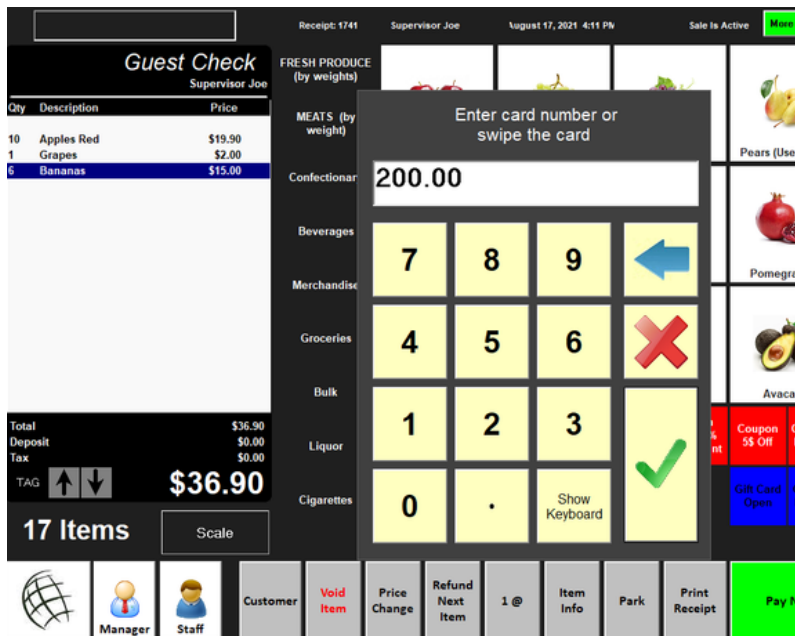 Receipt: 1741
Supervisor Joe
August 17, 2021 4:11 PM
Sale Is Active
More
Guest Check
Supervisor Joe
Qty Description Price
10 Apples Red $19.90
1 Grapes $2.00
6 Bananas $15.00
Total $36.90
Deposit $0.00
Tax $0.00
TAG
$36.90
17 Items
Scale
FRESH PRODUCE
(by weights)
MEATS (by
weight)
Confectionar
Beverages
Merchandise
Groceries
Bulk
Liquor
Cigarettes
Enter card number or
swipe the card
200.00
7 8 9
4 5 6
1 2 3
0 .
Show
Keyboard
Pears (Use
Pomegra
Avaca
%
nt
Coupon
5$ Off
Gift Card
Open
Manager
Staff
Customer
Void
Item
Price
Change
Refund
Next
Item
1 @
Item
Info
Park
Print
Receipt
Pay N